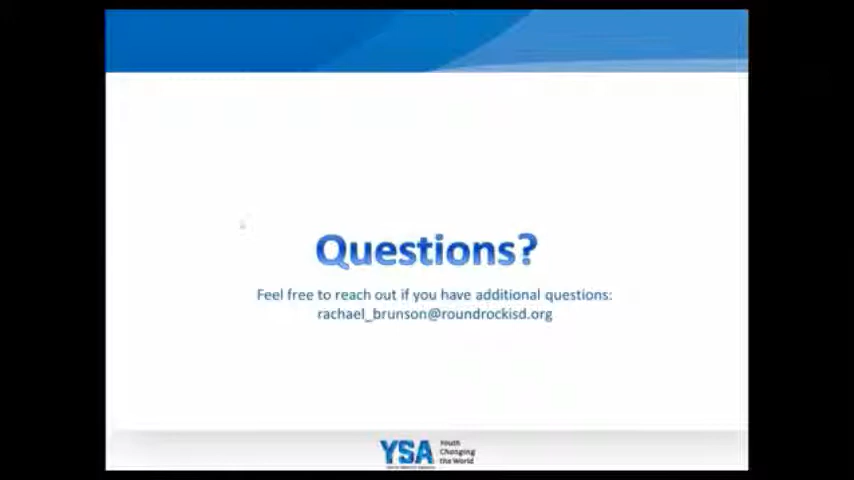 Questions?
Feel free to reach out if you have additional questions:
rachael_brunson@roundrockisd.org
YSA
Youth
Changing
the World